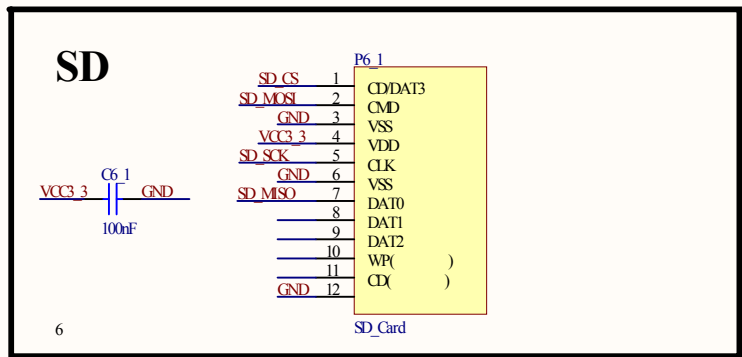 SD
P6_1
SD_CS 1 CD/DAT3
SD_MOSI 2 CMD
GND 3 VSS
VCC3_3 4 VDD
SD_SCK 5 CLK
GND 6 VSS
SD_MISO 7 DAT0
8 DAT1
9 DAT2
10 WP( )
11 CD( )
GND 12
SD_Card
C6_1
VCC3_3 GND
100nF
6